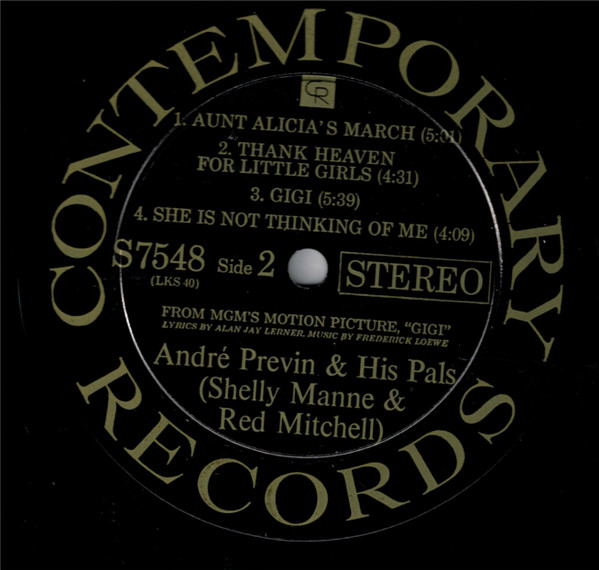 CONTEMPORARY
CR
1. AUNT ALICIA'S MARCH (5:01)
2. THANK HEAVEN
FOR LITTLE GIRLS (4:31)
3. GIGI (5:39)
4. SHE IS NOT THINKING OF ME (4:09)
S7548 Side 2 STEREO
(LKS 40)
FROM MGM'S MOTION PICTURE, "GIGI"
LYRICS BY ALAN JAY LERNER, MUSIC BY FREDERICK LOEWE
André Previn & His Pals
(Shelly Manne &
Red Mitchell)
RECORDS